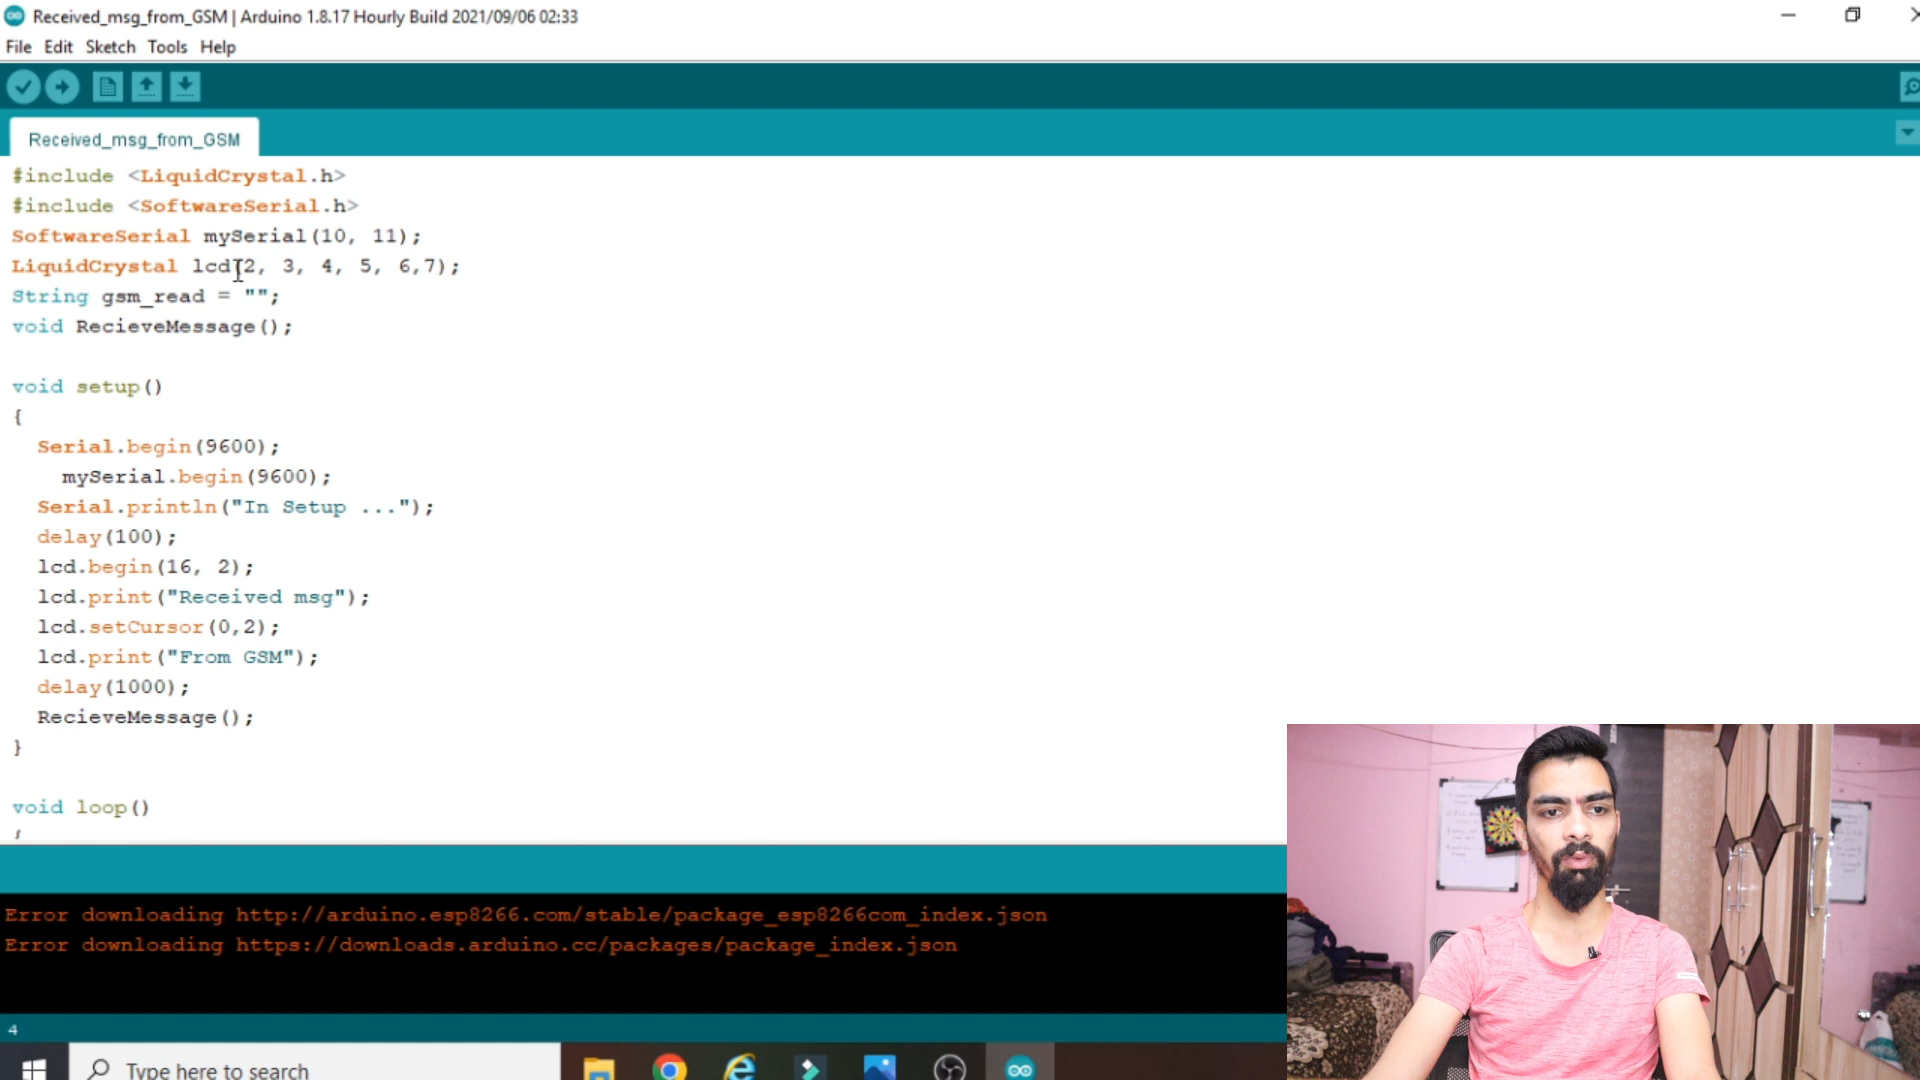 Received_msg_from_GSM | Arduino 1.8.17 Hourly Build 2021/09/06 02:33
File Edit Sketch Tools Help
Received_msg_from_GSM
#include <LiquidCrystal.h>
#include <SoftwareSerial.h>
SoftwareSerial mySerial(10, 11);
LiquidCrystal lcd(2, 3, 4, 5, 6,7);
String gsm_read = "";
void RecieveMessage();
void setup()
{
Serial.begin(9600);
mySerial.begin(9600);
Serial.println("In Setup ...");
delay(100);
lcd.begin(16, 2);
lcd.print("Received msg");
lcd.setCursor(0,2);
lcd.print("From GSM");
delay(1000);
RecieveMessage();
}
void loop()
{
Error downloading http://arduino.esp8266.com/stable/package_esp8266com_index.json
Error downloading https://downloads.arduino.cc/packages/package_index.json
4
Type here to search